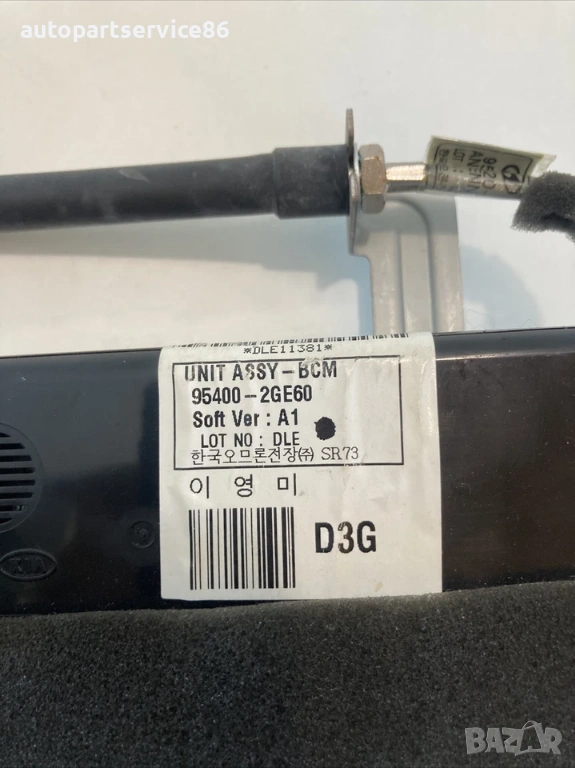 autopartservice86
*DLE11381*
UNIT ASSY-BCM
95400-2GE60
Soft Ver : A1
LOT NO : DLE
한국오므론전장㈜ SR73
이 영 미
D3G
KIA
BAZAR